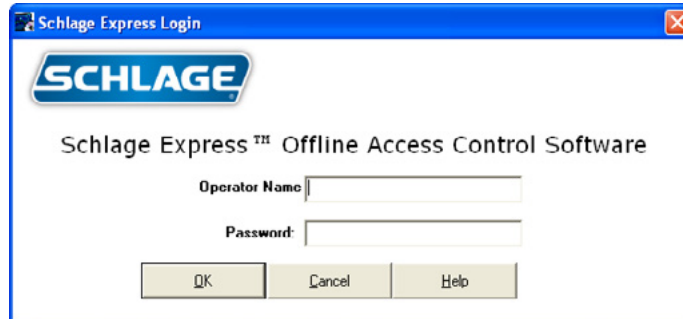 Schlage Express Login
SCHLAGE
Schlage Express™ Offline Access Control Software
Operator Name
Password:
OK
Cancel
Help